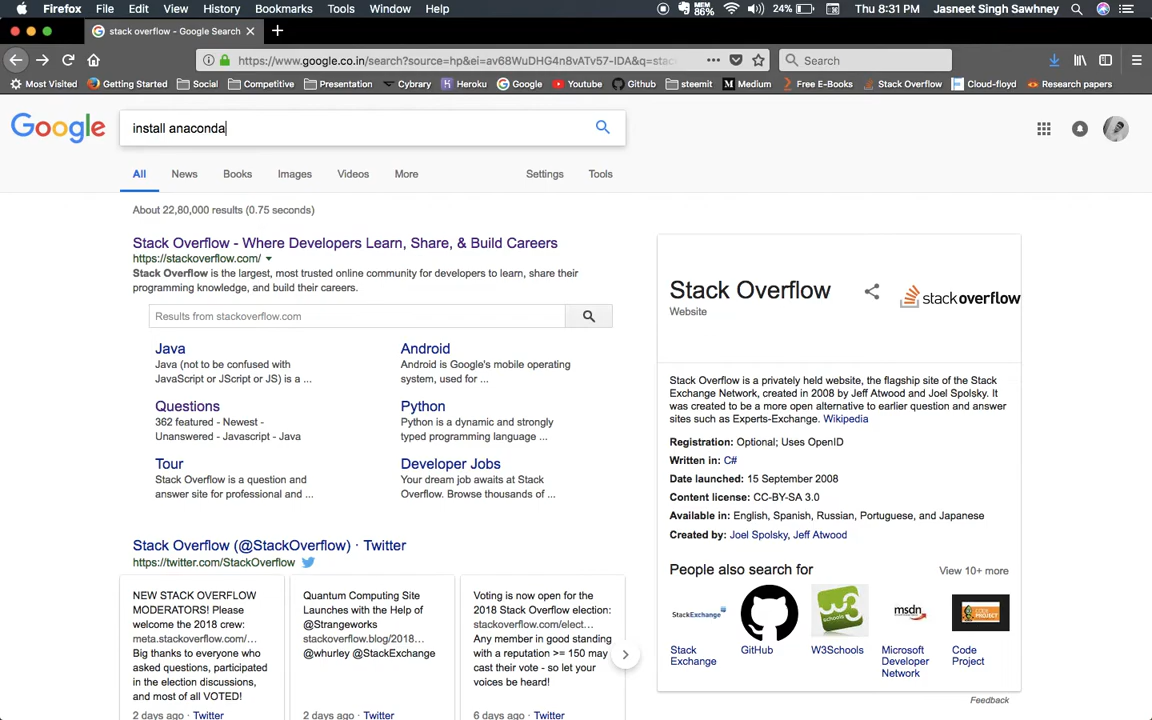 Firefox File Edit View History Bookmarks Tools Window Help MEM 86% 24% Thu 8:31 PM Jasneet Singh Sawhney
stack overflow - Google Search
https://www.google.co.in/search?source=hp&ei=av68WuDHG4n8vATv57-IDA&q=stac ••• Search
Most Visited Getting Started Social Competitive Presentation Cybrary Heroku Google Youtube Github steemit Medium Free E-Books Stack Overflow Cloud-floyd Research papers
Google install anaconda
All News Books Images Videos More Settings Tools
About 22,80,000 results (0.75 seconds)
Stack Overflow - Where Developers Learn, Share, & Build Careers
https://stackoverflow.com/
Stack Overflow is the largest, most trusted online community for developers to learn, share their
programming knowledge, and build their careers.
Results from stackoverflow.com
Java
Java (not to be confused with
JavaScript or JScript or JS) is a ...
Android
Android is Google's mobile operating
system, used for ...
Questions
362 featured - Newest -
Unanswered - Javascript - Java
Python
Python is a dynamic and strongly
typed programming language ...
Tour
Stack Overflow is a question and
answer site for professional and ...
Developer Jobs
Your dream job awaits at Stack
Overflow. Browse thousands of ...
Stack Overflow (@StackOverflow) · Twitter
https://twitter.com/StackOverflow
NEW STACK OVERFLOW
MODERATORS! Please
welcome the 2018 crew:
meta.stackoverflow.com/…
Big thanks to everyone who
asked questions, participated
in the election discussions,
and most of all VOTED!
2 days ago · Twitter
Quantum Computing Site
Launches with the Help of
@Strangeworks
stackoverflow.blog/2018…
@whurley @StackExchange
2 days ago · Twitter
Voting is now open for the
2018 Stack Overflow election:
stackoverflow.com/elect…
Any member in good standing
with a reputation >= 150 may
cast their vote - so let your
voices be heard!
6 days ago · Twitter
Stack Overflow
Website
stackoverflow
Stack Overflow is a privately held website, the flagship site of the Stack
Exchange Network, created in 2008 by Jeff Atwood and Joel Spolsky. It
was created to be a more open alternative to earlier question and answer
sites such as Experts-Exchange. Wikipedia
Registration: Optional; Uses OpenID
Written in: C#
Date launched: 15 September 2008
Content license: CC-BY-SA 3.0
Available in: English, Spanish, Russian, Portuguese, and Japanese
Created by: Joel Spolsky, Jeff Atwood
People also search for View 10+ more
StackExchange w3 schools msdn CODE PROJECT
Stack
Exchange
GitHub
W3Schools
Microsoft
Developer
Network
Code
Project
Feedback